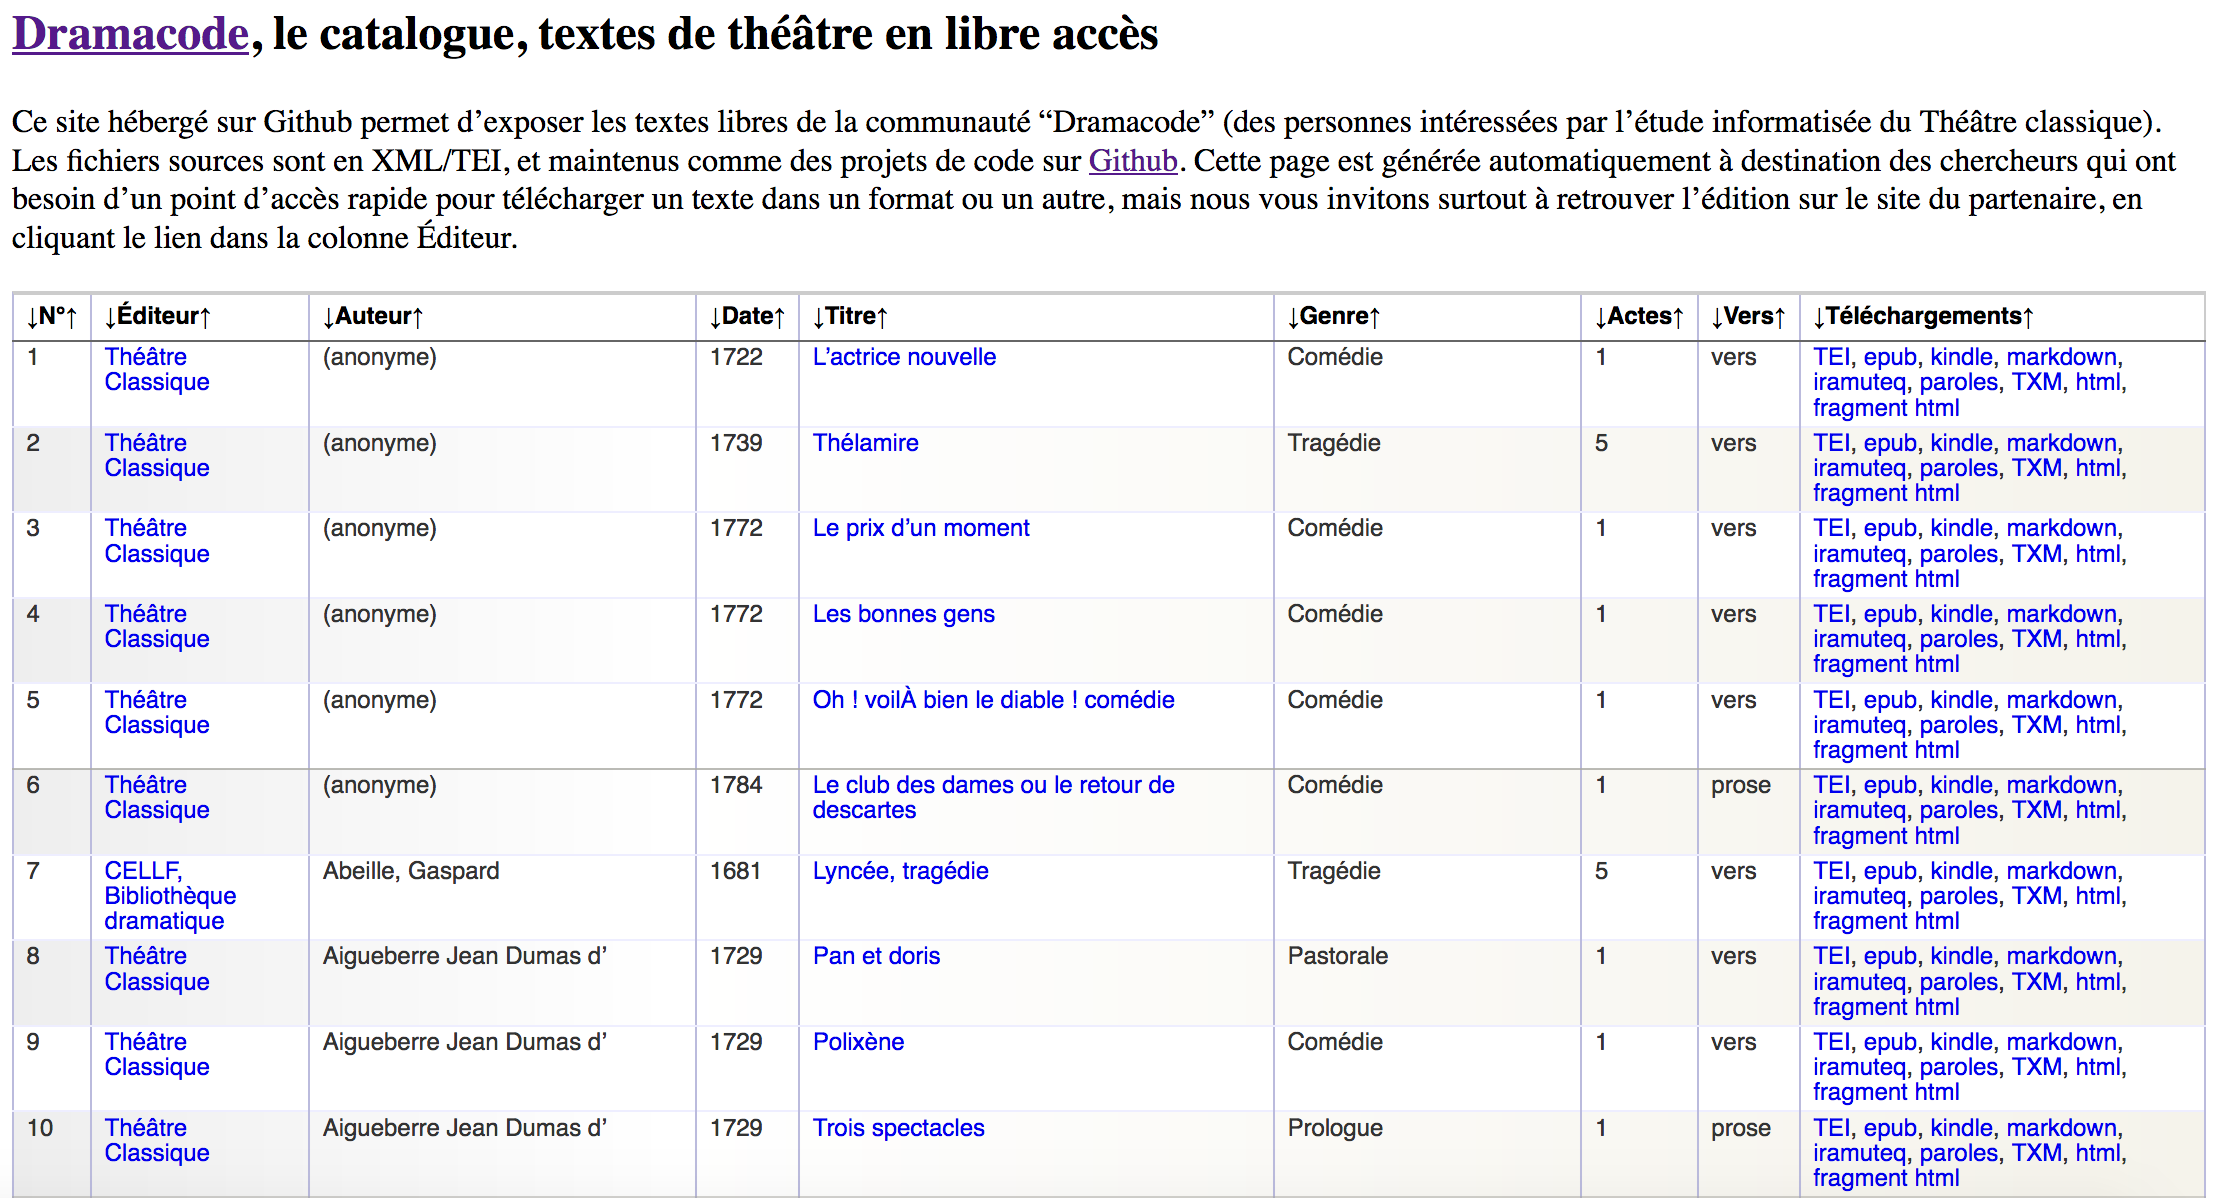 Dramacode, le catalogue, textes de théâtre en libre accès
Ce site hébergé sur Github permet d’exposer les textes libres de la communauté “Dramacode” (des personnes intéressées par l’étude informatisée du Théâtre classique).
Les fichiers sources sont en XML/TEI, et maintenus comme des projets de code sur Github. Cette page est générée automatiquement à destination des chercheurs qui ont
besoin d’un point d’accès rapide pour télécharger un texte dans un format ou un autre, mais nous vous invitons surtout à retrouver l’édition sur le site du partenaire, en
cliquant le lien dans la colonne Éditeur.
↓N°↑ ↓Éditeur↑ ↓Auteur↑ ↓Date↑ ↓Titre↑ ↓Genre↑ ↓Actes↑ ↓Vers↑ ↓Téléchargements↑
1 Théâtre (anonyme) 1722 L’actrice nouvelle Comédie 1 vers TEI, epub, kindle, markdown,
Classique iramuteq, paroles, TXM, html,
fragment html
2 Théâtre (anonyme) 1739 Thélamire Tragédie 5 vers TEI, epub, kindle, markdown,
Classique iramuteq, paroles, TXM, html,
fragment html
3 Théâtre (anonyme) 1772 Le prix d’un moment Comédie 1 vers TEI, epub, kindle, markdown,
Classique iramuteq, paroles, TXM, html,
fragment html
4 Théâtre (anonyme) 1772 Les bonnes gens Comédie 1 vers TEI, epub, kindle, markdown,
Classique iramuteq, paroles, TXM, html,
fragment html
5 Théâtre (anonyme) 1772 Oh ! voilÀ bien le diable ! comédie Comédie 1 vers TEI, epub, kindle, markdown,
Classique iramuteq, paroles, TXM, html,
fragment html
6 Théâtre (anonyme) 1784 Le club des dames ou le retour de Comédie 1 prose TEI, epub, kindle, markdown,
Classique descartes iramuteq, paroles, TXM, html,
fragment html
7 CELLF, Abeille, Gaspard 1681 Lyncée, tragédie Tragédie 5 vers TEI, epub, kindle, markdown,
Bibliothèque iramuteq, paroles, TXM, html,
dramatique fragment html
8 Théâtre Aigueberre Jean Dumas d’ 1729 Pan et doris Pastorale 1 vers TEI, epub, kindle, markdown,
Classique iramuteq, paroles, TXM, html,
fragment html
9 Théâtre Aigueberre Jean Dumas d’ 1729 Polixène Comédie 1 vers TEI, epub, kindle, markdown,
Classique iramuteq, paroles, TXM, html,
fragment html
10 Théâtre Aigueberre Jean Dumas d’ 1729 Trois spectacles Prologue 1 prose TEI, epub, kindle, markdown,
Classique iramuteq, paroles, TXM, html,
fragment html